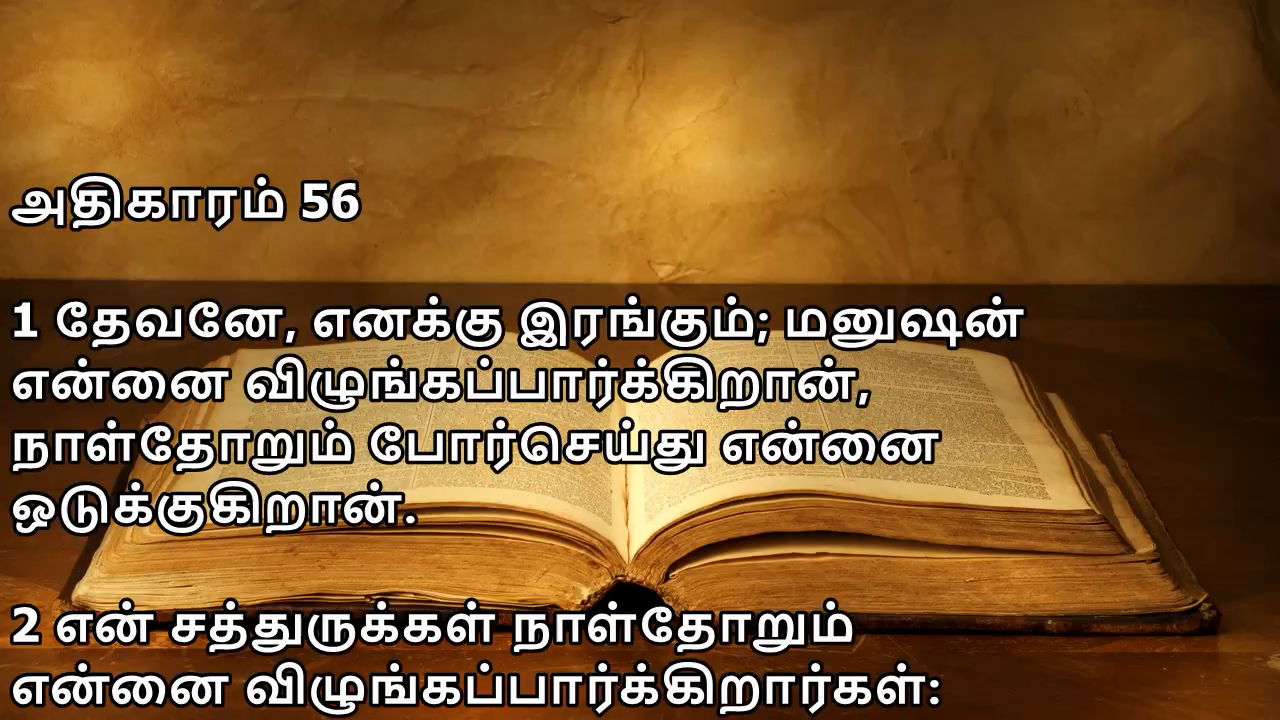 அதிகாரம் 56
1 தேவனே, எனக்கு இரங்கும்; மனுஷன்
என்னை விழுங்கப்பார்க்கிறான்,
நாள்தோறும் போர்செய்து என்னை
ஒடுக்குகிறான்.
2 என் சத்துருக்கள் நாள்தோறும்
என்னை விழுங்கப்பார்க்கிறார்கள்: